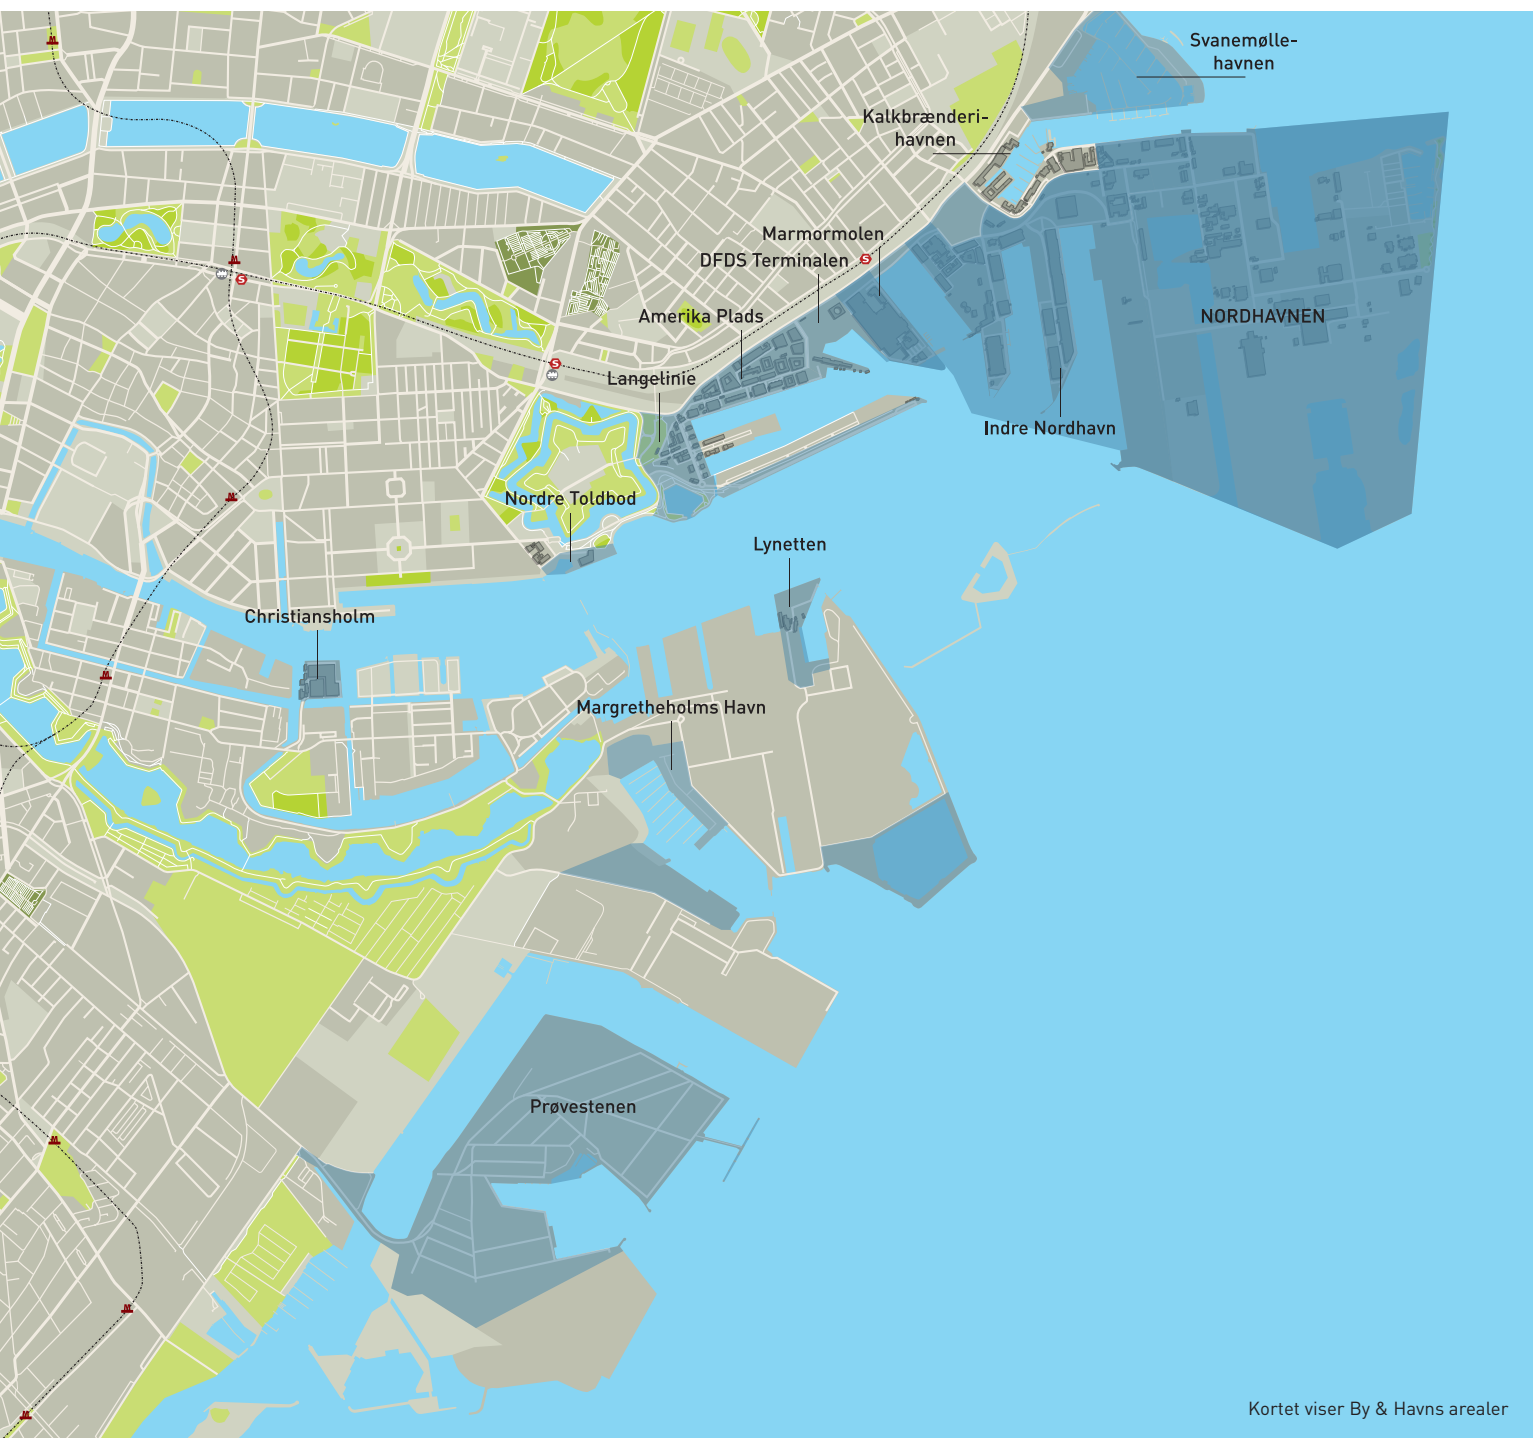 Svanemølle-
havnen
Kalkbrænderi-
havnen
Marmormolen
DFDS Terminalen
S
Amerika Plads
NORDHAVNEN
Langelinie
Indre Nordhavn
Nordre Toldbod
Lynetten
Christiansholm
Margretheholms Havn
Prøvestenen
Kortet viser By & Havns arealer
M
M
S
S
M
M
M
M
M